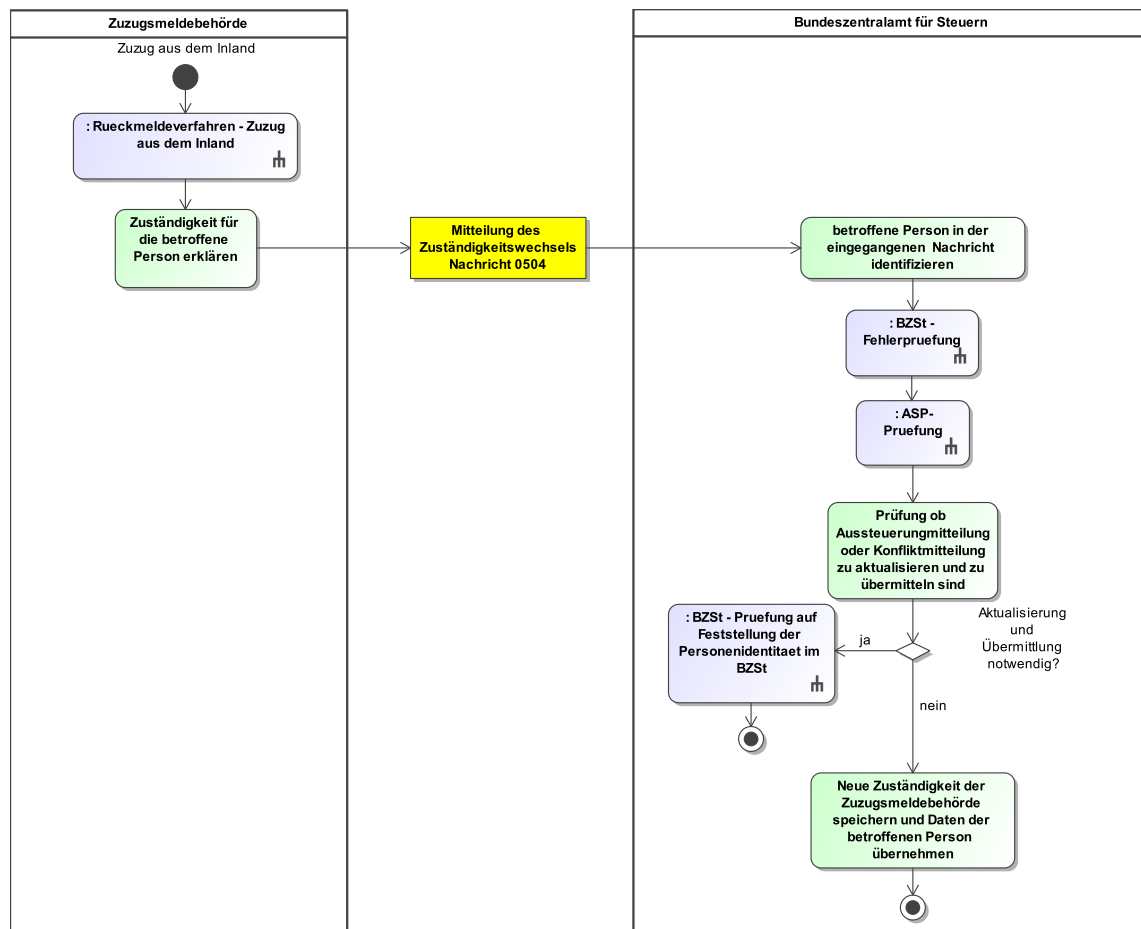 Zuzugsmeldebehörde
Zuzug aus dem Inland
: Rueckmeldeverfahren - Zuzug
aus dem Inland
Zuständigkeit für
die betroffene
Person erklären
Mitteilung des
Zuständigkeitswechsels
Nachricht 0504
Bundeszentralamt für Steuern
betroffene Person in der
eingegangenen Nachricht
identifizieren
: BZSt -
Fehlerpruefung
: ASP-
Pruefung
Prüfung ob
Aussteuerungmitteilung
oder Konfliktmitteilung
zu aktualisieren und zu
übermitteln sind
Aktualisierung
und
Übermittlung
notwendig?
ja
: BZSt - Pruefung auf
Feststellung der
Personenidentitaet im
BZSt
nein
Neue Zuständigkeit der
Zuzugsmeldebehörde
speichern und Daten der
betroffenen Person
übernehmen